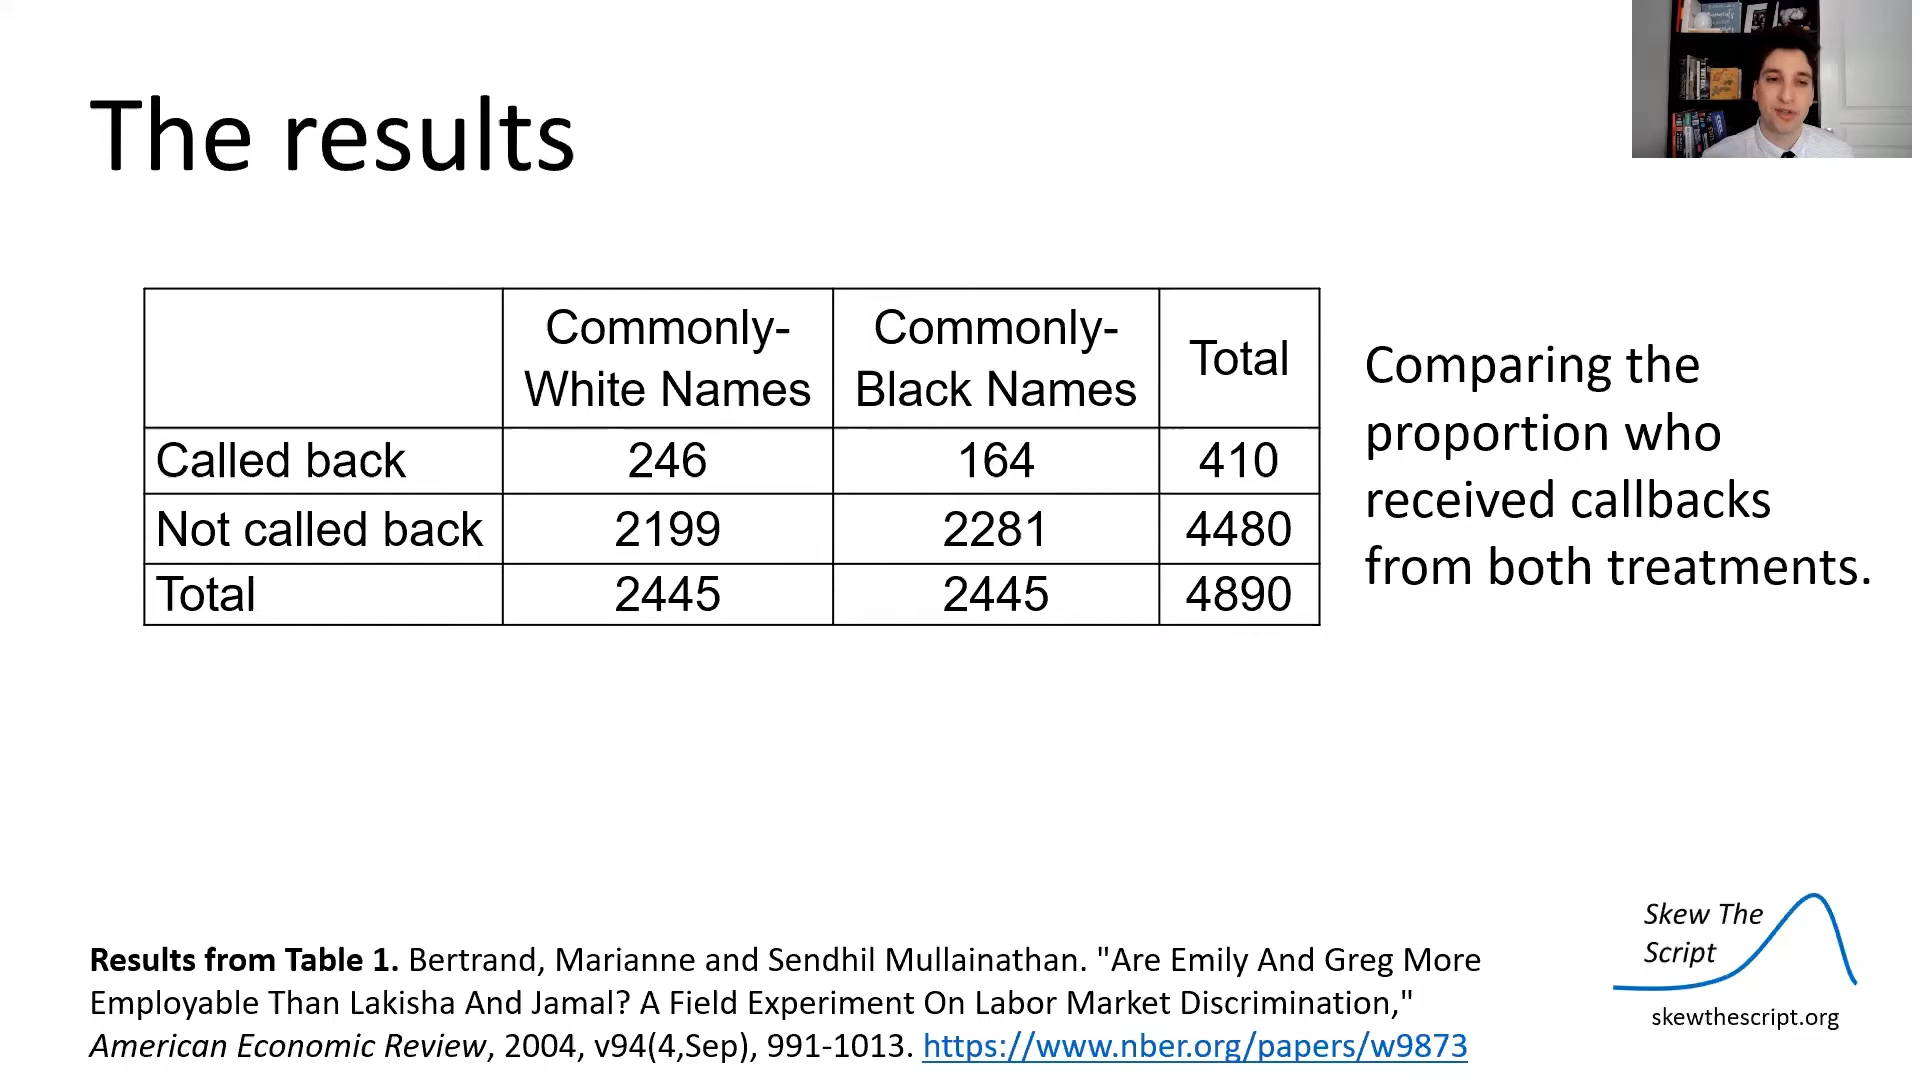 The results
Commonly-
White Names
Commonly-
Black Names
Total
Called back 246 164 410
Not called back 2199 2281 4480
Total 2445 2445 4890
Comparing the
proportion who
received callbacks
from both treatments.
Results from Table 1. Bertrand, Marianne and Sendhil Mullainathan. "Are Emily And Greg More
Employable Than Lakisha And Jamal? A Field Experiment On Labor Market Discrimination,"
American Economic Review, 2004, v94(4,Sep), 991-1013. https://www.nber.org/papers/w9873
Skew The
Script
skewthescript.org